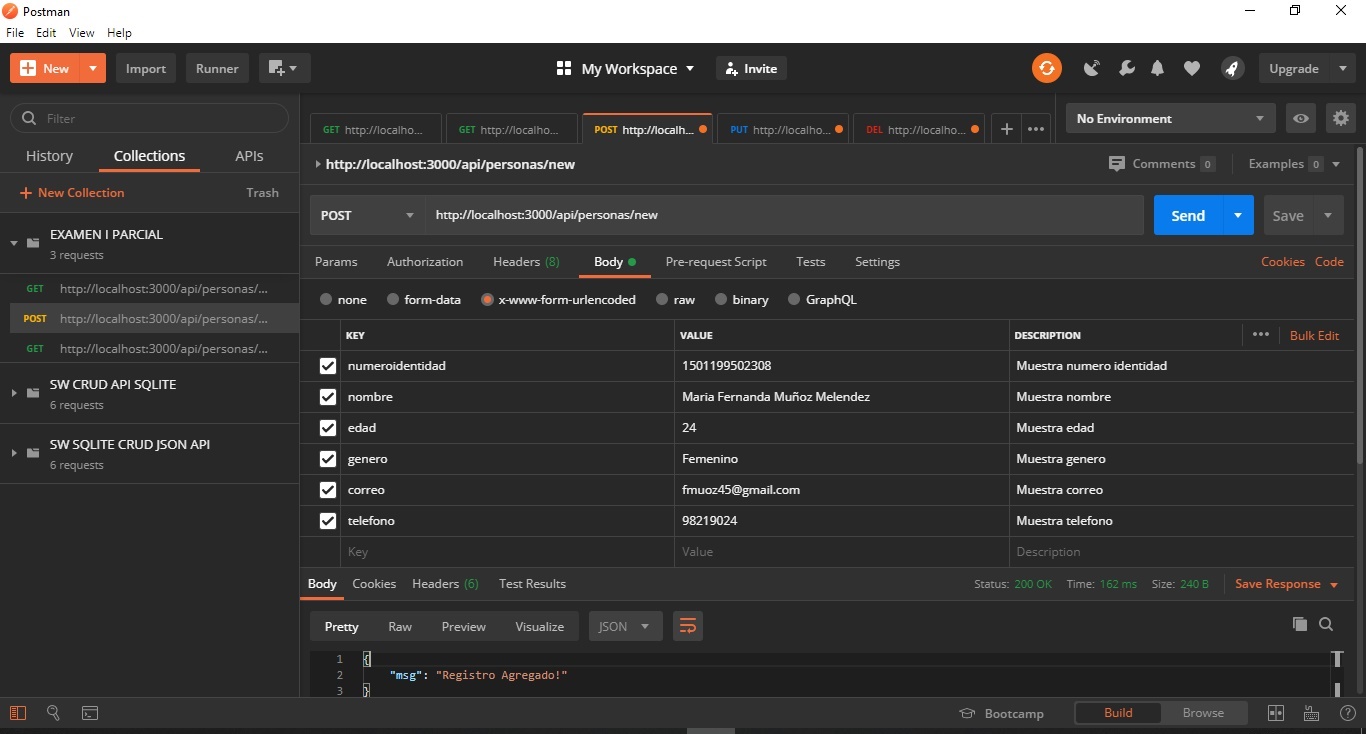 Postman
File Edit View Help
New Import Runner My Workspace Invite Upgrade
Filter
History Collections APIs
New Collection Trash
EXAMEN I PARCIAL
3 requests
GET http://localhost:3000/api/personas/...
POST http://localhost:3000/api/personas/...
GET http://localhost:3000/api/personas/...
SW CRUD API SQLITE
6 requests
SW SQLITE CRUD JSON API
6 requests
GET http://localho... GET http://localho... POST http://localh... PUT http://localho... DEL http://localho... No Environment
http://localhost:3000/api/personas/new Comments 0 Examples 0
POST http://localhost:3000/api/personas/new Send Save
Params Authorization Headers (8) Body Pre-request Script Tests Settings Cookies Code
none form-data x-www-form-urlencoded raw binary GraphQL
KEY VALUE DESCRIPTION Bulk Edit
numeroidentidad 1501199502308 Muestra numero identidad
nombre Maria Fernanda Muñoz Melendez Muestra nombre
edad 24 Muestra edad
genero Femenino Muestra genero
correo fmuoz45@gmail.com Muestra correo
telefono 98219024 Muestra telefono
Key Value Description
Body Cookies Headers (6) Test Results Status: 200 OK Time: 162 ms Size: 240 B Save Response
Pretty Raw Preview Visualize JSON
1 {
2 "msg": "Registro Agregado!"
3 }
Bootcamp Build Browse